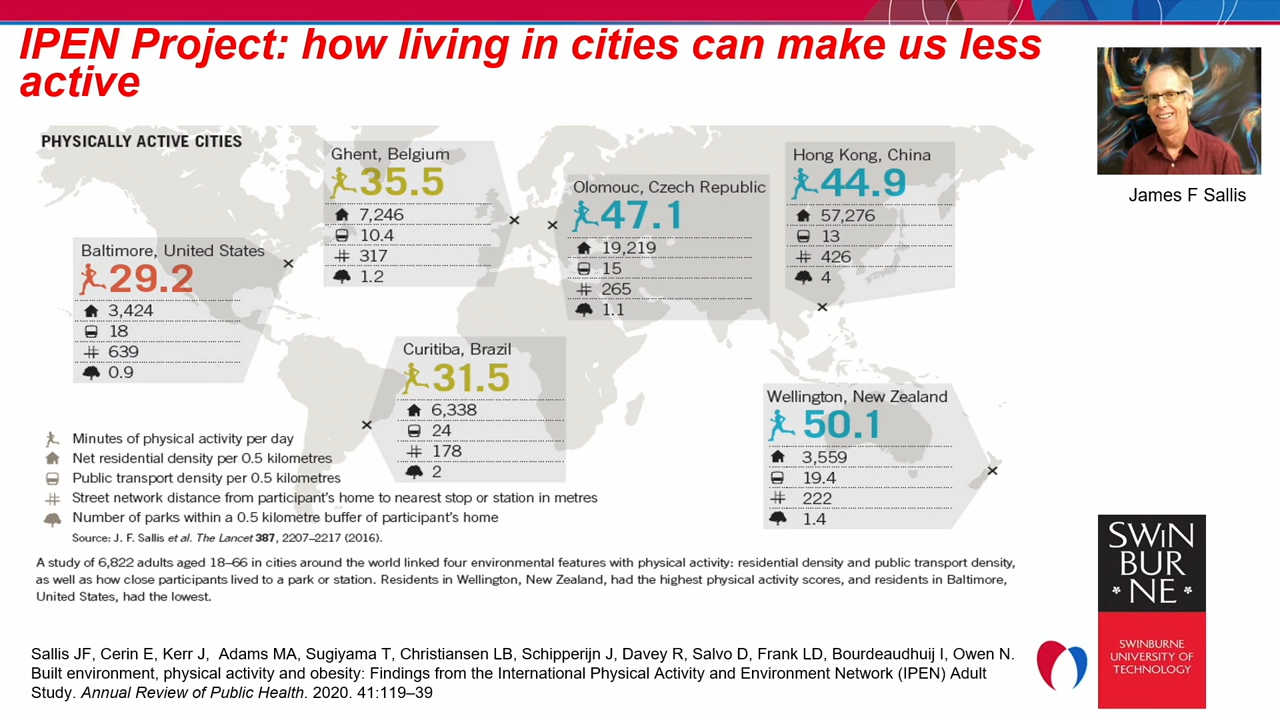 IPEN Project: how living in cities can make us less
active
James F Sallis
PHYSICALLY ACTIVE CITIES
Ghent, Belgium
35.5
7,246
10.4
317
1.2
Olomouc, Czech Republic
47.1
19,219
15
265
1.1
Hong Kong, China
44.9
57,276
13
426
4
Baltimore, United States
29.2
3,424
18
639
0.9
Curitiba, Brazil
31.5
6,338
24
178
2
Wellington, New Zealand
50.1
3,559
19.4
222
1.4
Minutes of physical activity per day
Net residential density per 0.5 kilometres
Public transport density per 0.5 kilometres
Street network distance from participant's home to nearest stop or station in metres
Number of parks within a 0.5 kilometre buffer of participant's home
Source: J. F. Sallis et al. The Lancet 387, 2207–2217 (2016).
A study of 6,822 adults aged 18–66 in cities around the world linked four environmental features with physical activity: residential density and public transport density,
as well as how close participants lived to a park or station. Residents in Wellington, New Zealand, had the highest physical activity scores, and residents in Baltimore,
United States, had the lowest.
Sallis JF, Cerin E, Kerr J, Adams MA, Sugiyama T, Christiansen LB, Schipperijn J, Davey R, Salvo D, Frank LD, Bourdeaudhuij I, Owen N.
Built environment, physical activity and obesity: Findings from the International Physical Activity and Environment Network (IPEN) Adult
Study. Annual Review of Public Health. 2020. 41:119–39
SWiN
BUR
* NE *
SWINBURNE
UNIVERSITY OF
TECHNOLOGY